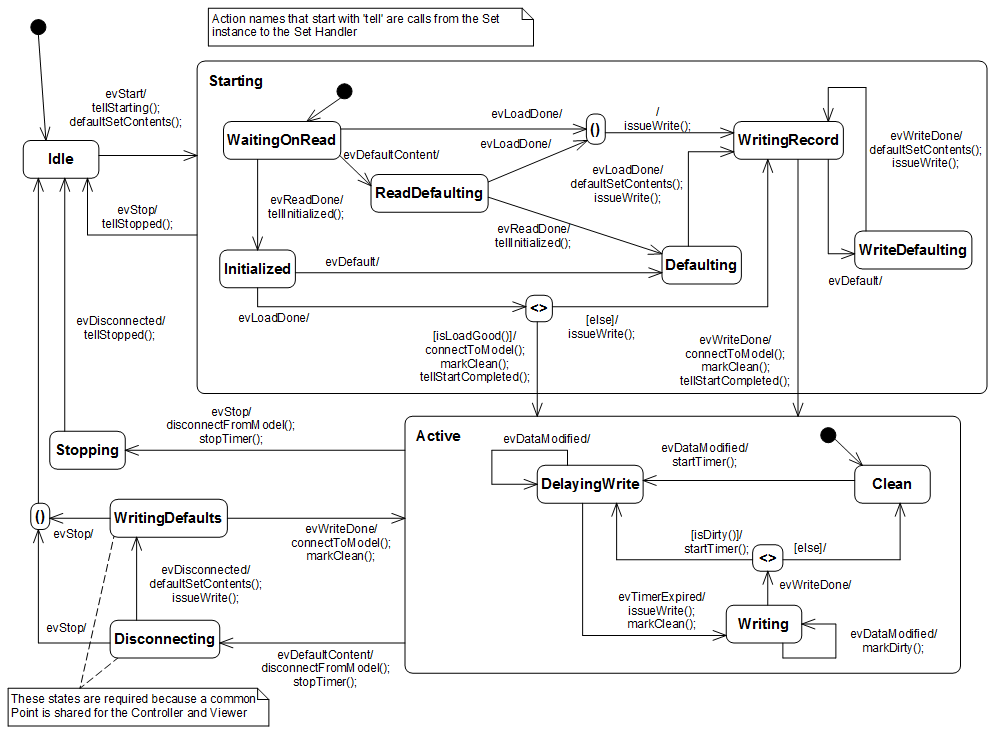 Action names that start with 'tell' are calls from the Set
instance to the Set Handler
Starting
evStart/
tellStarting();
defaultSetContents();
Idle
evStop/
tellStopped();
WaitingOnRead
evLoadDone/
()
/
issueWrite();
WritingRecord
evDefaultContent/
evLoadDone/
ReadDefaulting
evLoadDone/
defaultSetContents();
issueWrite();
evWriteDone/
defaultSetContents();
issueWrite();
evReadDone/
tellInitialized();
evReadDone/
tellInitialized();
Initialized
evDefault/
Defaulting
WriteDefaulting
evDefault/
evLoadDone/
<>
[else]/
issueWrite();
[isLoadGood()]/
connectToModel();
markClean();
tellStartCompleted();
evWriteDone/
connectToModel();
markClean();
tellStartCompleted();
evDisconnected/
tellStopped();
evStop/
disconnectFromModel();
stopTimer();
Stopping
Active
evDataModified/
DelayingWrite
evDataModified/
startTimer();
Clean
()
evStop/
WritingDefaults
evWriteDone/
connectToModel();
markClean();
[isDirty()]/
startTimer();
<>
[else]/
evWriteDone/
evDisconnected/
defaultSetContents();
issueWrite();
evTimerExpired/
issueWrite();
markClean();
Writing
evDataModified/
markDirty();
evStop/
Disconnecting
evDefaultContent/
disconnectFromModel();
stopTimer();
These states are required because a common
Point is shared for the Controller and Viewer